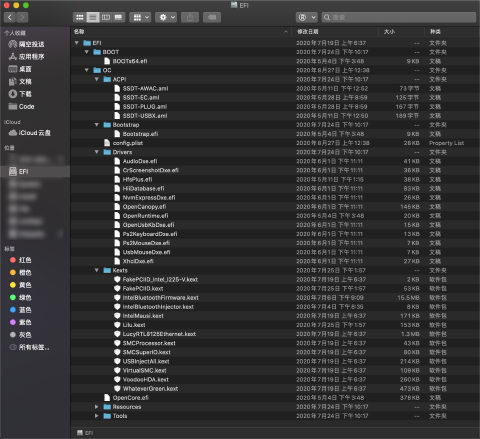 EFI
搜索
个人收藏
隔空投送
应用程序
桌面
文稿
下载
Code
iCloud
iCloud 云盘
位置
EFI
标签
红色
橙色
黄色
绿色
蓝色
紫色
灰色
所有标签...
名称 修改日期 大小 种类
EFI 2020年7月19日 上午6:37 -- 文件夹
BOOT 2020年7月24日 下午10:17 -- 文件夹
BOOTx64.efi 2020年5月4日 下午3:48 9 KB 文稿
OC 2020年8月27日 下午12:38 -- 文件夹
ACPI 2020年7月24日 下午10:17 -- 文件夹
SSDT-AWAC.aml 2020年5月11日 下午12:52 73 字节 文稿
SSDT-EC.aml 2020年5月28日 下午8:59 125 字节 文稿
SSDT-PLUG.aml 2020年5月28日 下午8:59 167 字节 文稿
SSDT-USBX.aml 2020年5月11日 下午12:50 189 字节 文稿
Bootstrap 2020年7月24日 下午10:17 -- 文件夹
Bootstrap.efi 2020年5月4日 下午3:48 9 KB 文稿
config.plist 2020年8月27日 下午12:38 26 KB Property List
Drivers 2020年7月24日 下午10:17 -- 文件夹
AudioDxe.efi 2020年6月1日 下午11:11 41 KB 文稿
CrScreenshotDxe.efi 2020年6月1日 下午11:11 38 KB 文稿
HfsPlus.efi 2020年5月11日 下午1:15 38 KB 文稿
HiiDatabase.efi 2020年6月1日 下午11:11 83 KB 文稿
NvmExpressDxe.efi 2020年6月1日 下午11:11 26 KB 文稿
OpenCanopy.efi 2020年6月1日 下午11:11 145 KB 文稿
OpenRuntime.efi 2020年5月4日 下午3:48 20 KB 文稿
OpenUsbKbDxe.efi 2020年6月1日 下午11:11 15 KB 文稿
Ps2KeyboardDxe.efi 2020年6月1日 下午11:11 13 KB 文稿
Ps2MouseDxe.efi 2020年6月1日 下午11:11 7 KB 文稿
UsbMouseDxe.efi 2020年6月1日 下午11:11 7 KB 文稿
XhciDxe.efi 2020年6月1日 下午11:11 27 KB 文稿
Kexts 2020年7月25日 下午1:57 -- 文件夹
FakePCIID_Intel_I225-V.kext 2020年7月19日 上午6:37 2 KB 软件包
FakePCIID.kext 2020年7月25日 下午1:57 53 KB 软件包
IntelBluetoothFirmware.kext 2020年7月6日 下午9:09 15.5 MB 软件包
IntelBluetoothInjector.kext 2020年7月4日 下午8:35 8 KB 软件包
IntelMausi.kext 2020年7月19日 上午6:37 171 KB 软件包
Lilu.kext 2020年7月25日 下午1:57 153 KB 软件包
LucyRTL8125Ethernet.kext 2020年7月19日 上午6:37 1.3 MB 软件包
SMCProcessor.kext 2020年7月19日 上午6:37 43 KB 软件包
SMCSuperIO.kext 2020年7月19日 上午6:37 80 KB 软件包
USBInjectAll.kext 2020年7月19日 上午6:37 214 KB 软件包
VirtualSMC.kext 2020年7月19日 上午6:37 109 KB 软件包
VoodooHDA.kext 2020年7月19日 上午6:37 260 KB 软件包
WhateverGreen.kext 2020年7月19日 上午6:37 473 KB 软件包
OpenCore.efi 2020年5月4日 下午3:48 378 KB 文稿
Resources 2020年7月24日 下午10:17 -- 文件夹
Tools 2020年7月24日 下午10:17 -- 文件夹
EFI